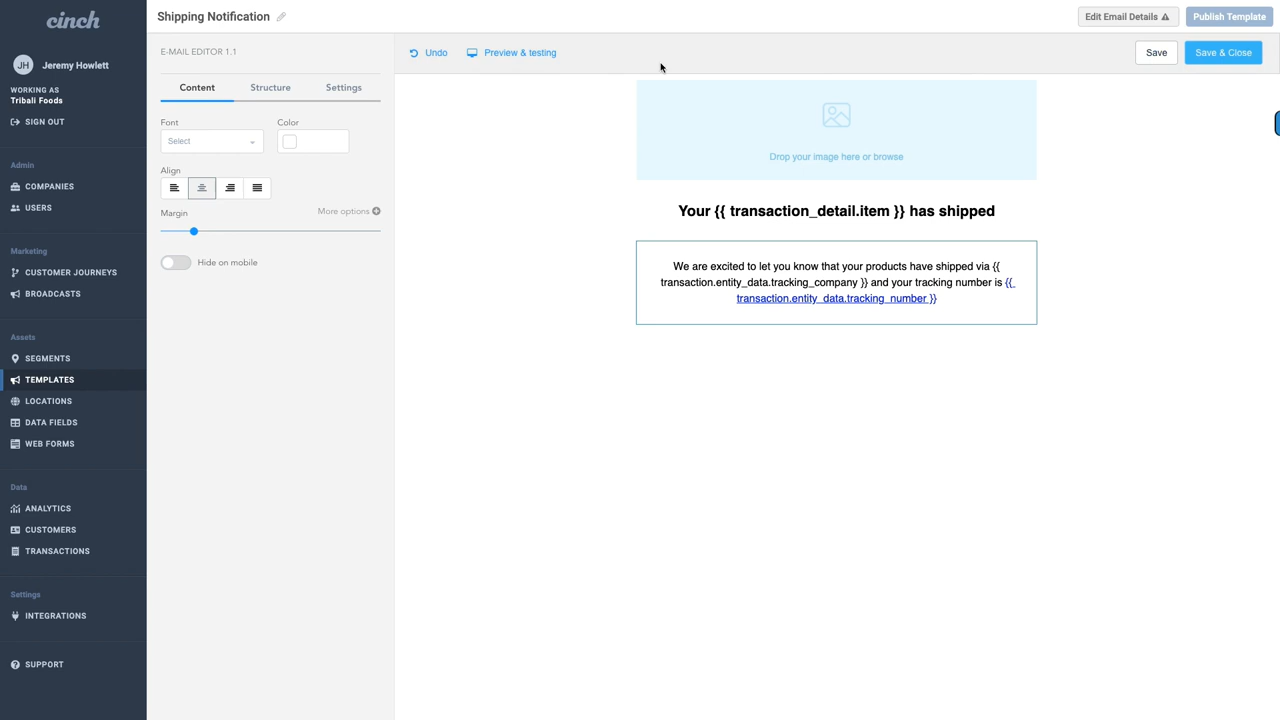 cinch
Shipping Notification
Edit Email Details
Publish Template
JH
Jeremy Howlett
WORKING AS
Tribali Foods
SIGN OUT
Admin
COMPANIES
USERS
Marketing
CUSTOMER JOURNEYS
BROADCASTS
Assets
SEGMENTS
TEMPLATES
LOCATIONS
DATA FIELDS
WEB FORMS
Data
ANALYTICS
CUSTOMERS
TRANSACTIONS
Settings
INTEGRATIONS
SUPPORT
E-MAIL EDITOR 1.1
Content
Structure
Settings
Font
Color
Select
Align
Margin
More options
Hide on mobile
Undo
Preview & testing
Save
Save & Close
Drop your image here or browse
Your {{ transaction_detail.item }} has shipped
We are excited to let you know that your products have shipped via {{
transaction.entity_data.tracking_company }} and your tracking number is {{
transaction.entity_data.tracking_number }}